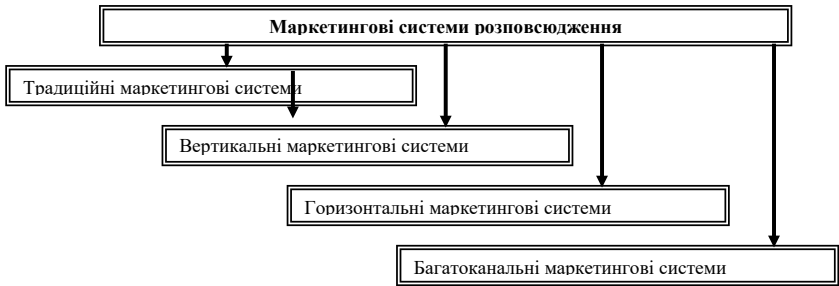 Маркетингові системи розповсюдження
Традиційні маркетингові системи
Вертикальні маркетингові системи
Горизонтальні маркетингові системи
Багатоканальні маркетингові системи